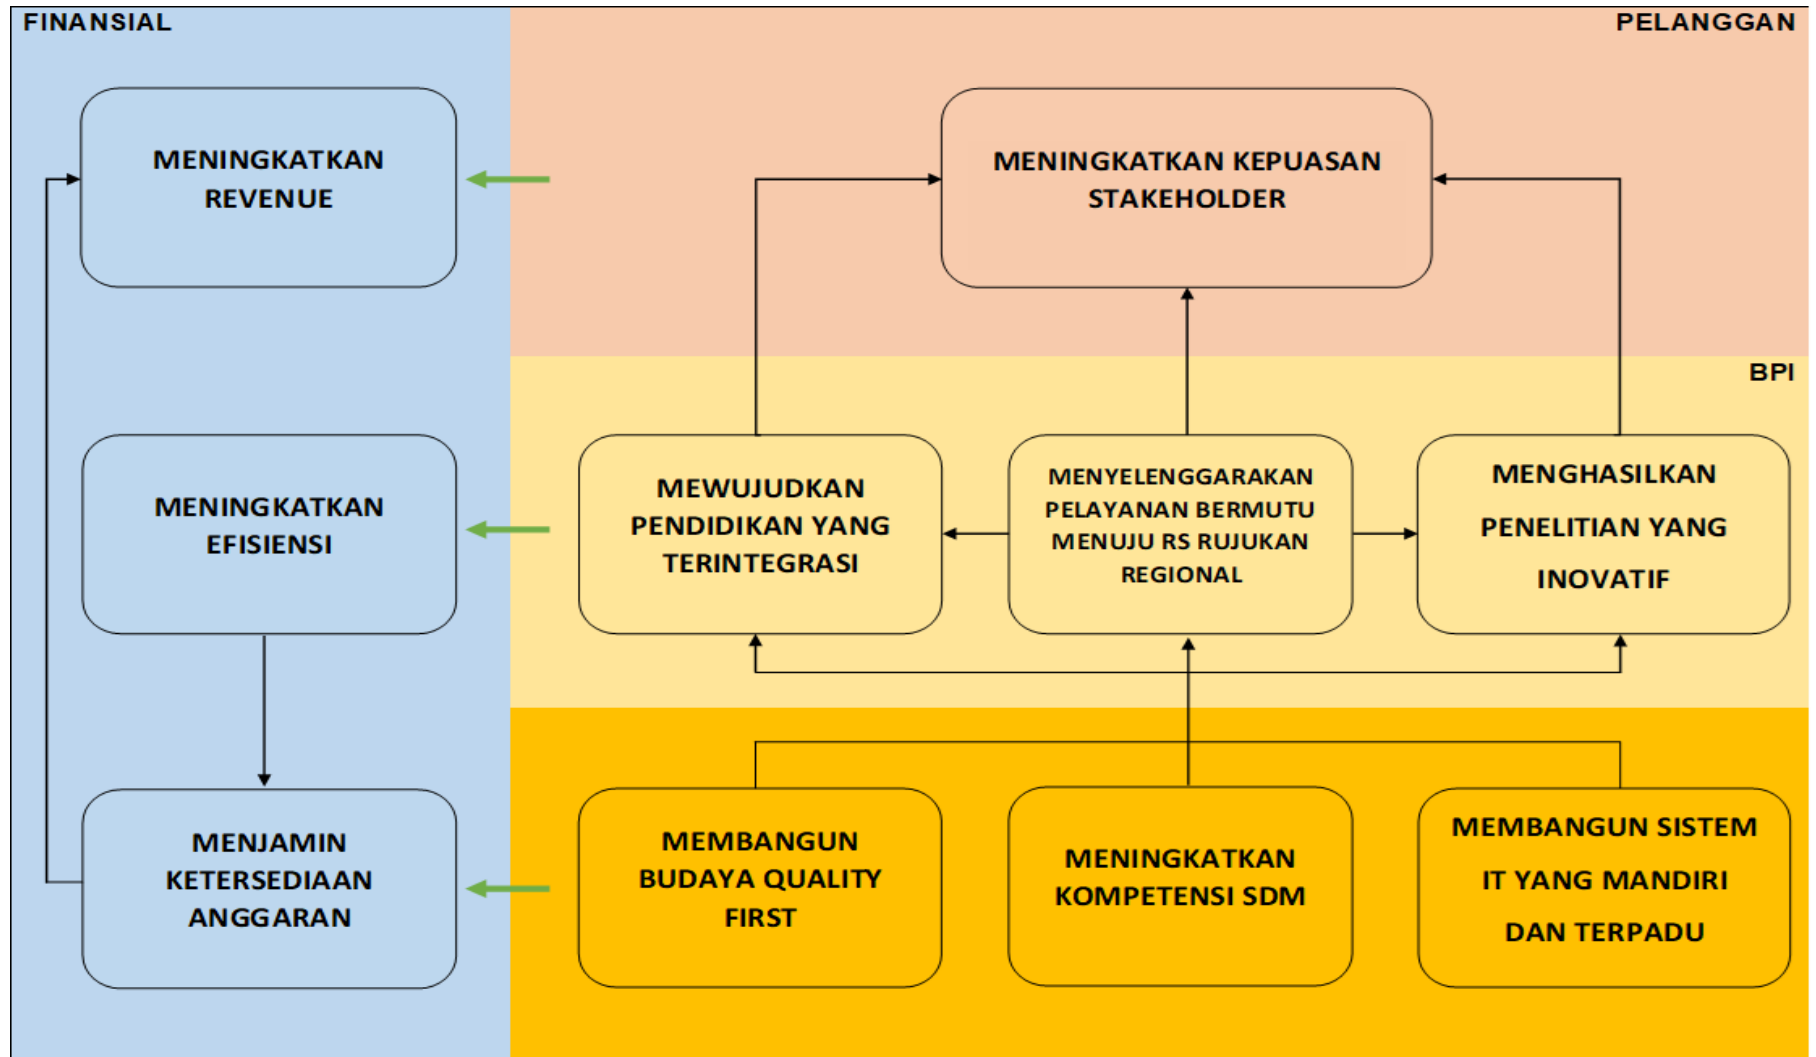 FINANSIAL
PELANGGAN
MENINGKATKAN
REVENUE
MENINGKATKAN KEPUASAN
STAKEHOLDER
BPI
MENINGKATKAN
EFISIENSI
MEWUJUDKAN
PENDIDIKAN YANG
TERINTEGRASI
MENYELENGGARAKAN
PELAYANAN BERMUTU
MENUJU RS RUJUKAN
REGIONAL
MENGHASILKAN
PENELITIAN YANG
INOVATIF
MENJAMIN
KETERSEDIAAN
ANGGARAN
MEMBANGUN
BUDAYA QUALITY
FIRST
MENINGKATKAN
KOMPETENSI SDM
MEMBANGUN SISTEM
IT YANG MANDIRI
DAN TERPADU